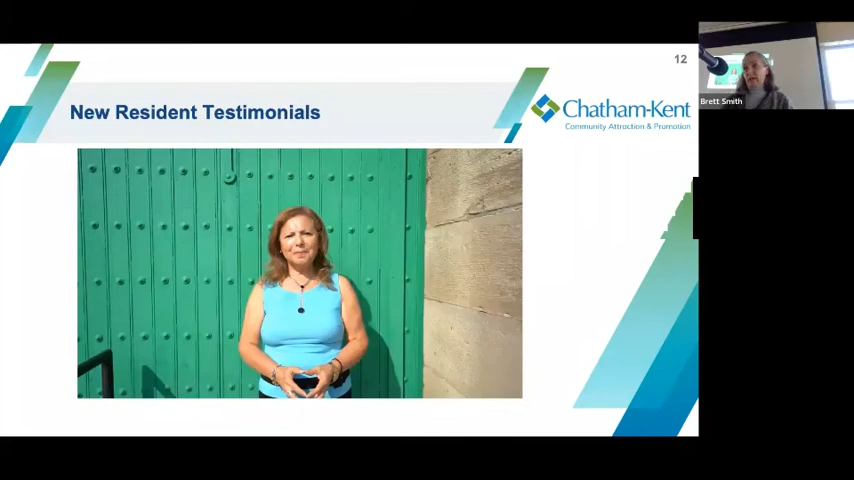 12
New Resident Testimonials
Chatham-Kent
Community Attraction & Promotion
Brett Smith